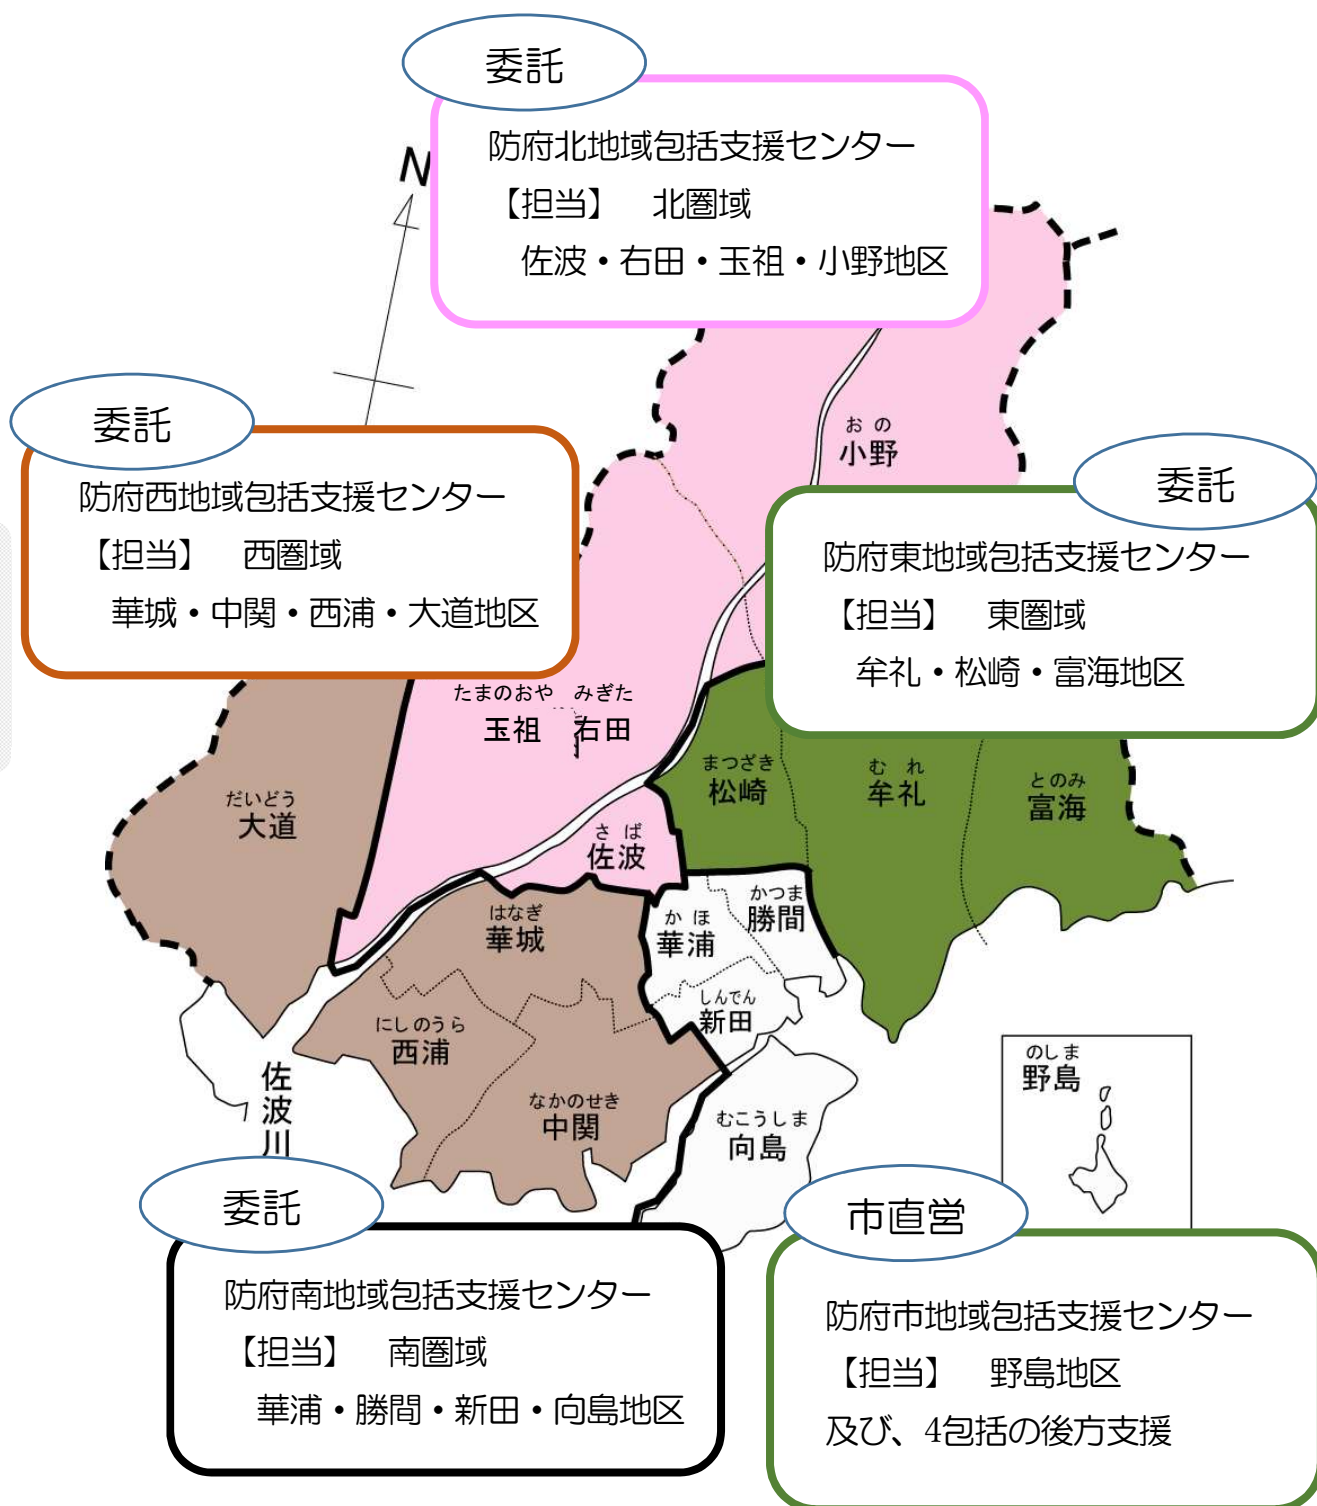 委託
防府北地域包括支援センター
【担当】　北圏域
佐波・右田・玉祖・小野地区
N
委託
防府西地域包括支援センター
【担当】　西圏域
華城・中関・西浦・大道地区
おの
小野
委託
防府東地域包括支援センター
【担当】　東圏域
牟礼・松崎・富海地区
たまのおや　みぎた
玉祖　右田
まつざき
松崎
むれ
牟礼
とのみ
富海
だいどう
大道
さば
佐波
はなぎ
華城
かほ
華浦
かつま
勝間
しんでん
新田
にしのうら
西浦
なかのせき
中関
むこうしま
向島
のしま
野島
佐波川
委託
防府南地域包括支援センター
【担当】　南圏域
華浦・勝間・新田・向島地区
市直営
防府市地域包括支援センター
【担当】　野島地区
及び、4包括の後方支援